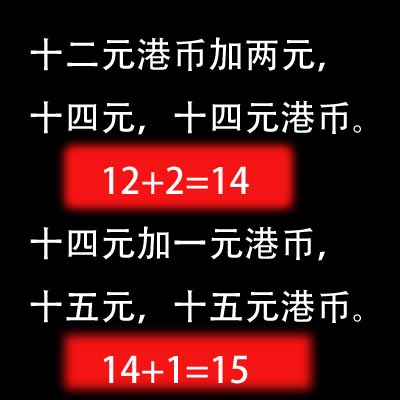 十二元港币加两元,
十四元, 十四元港币。
12+2=14
十四元加一元港币,
十五元, 十五元港币。
14+1=15